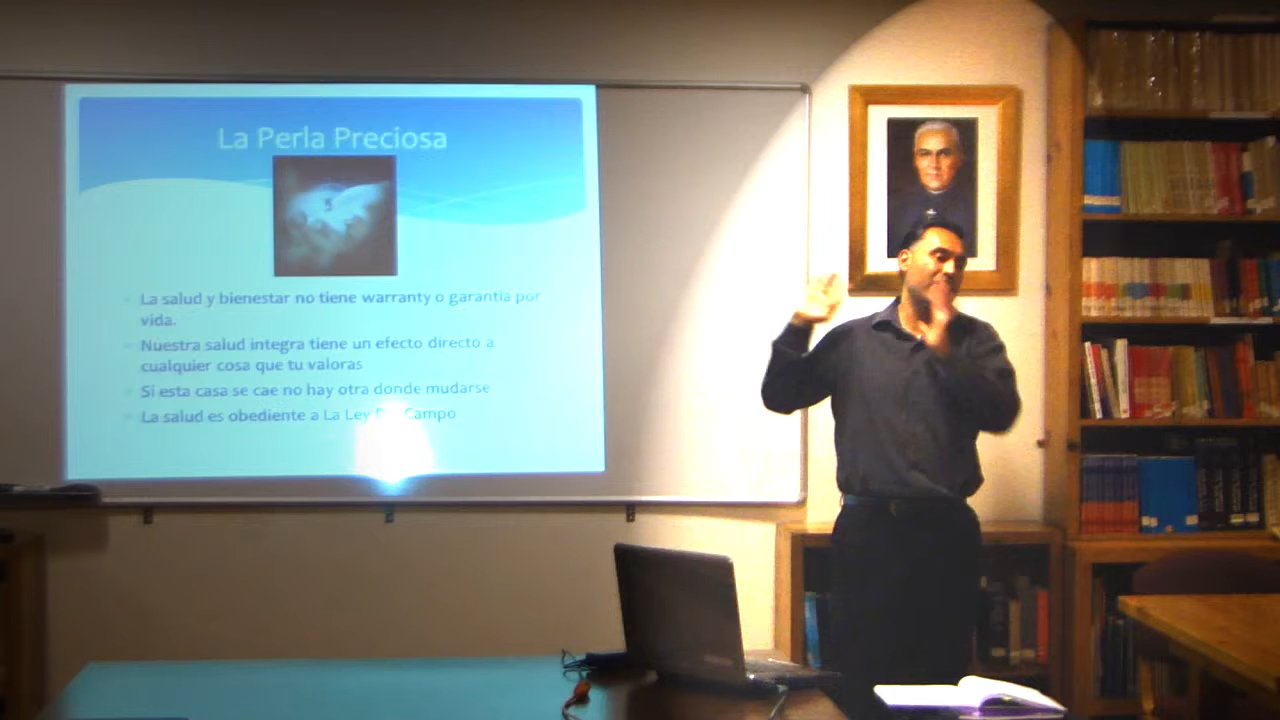 La Perla Preciosa
La salud y bienestar no tiene warranty o garantía por
vida.
Nuestra salud integra tiene un efecto directo a
cualquier cosa que tu valoras
Si esta casa se cae no hay otra donde mudarse
La salud es obediente a La Ley Campo